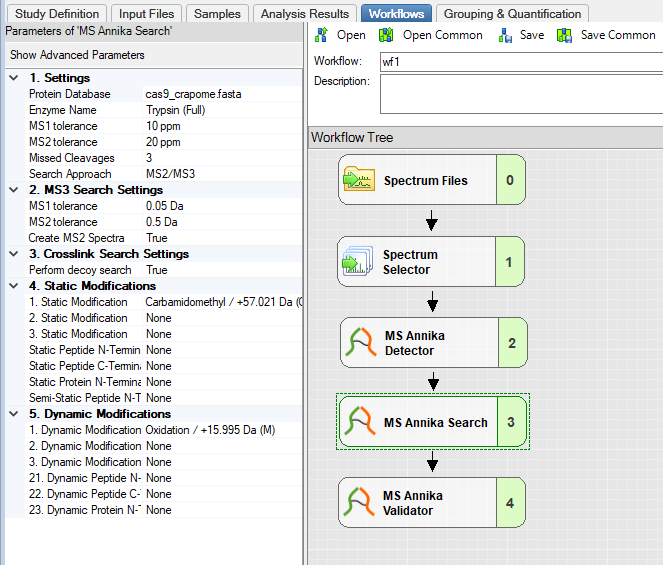 Study Definition Input Files Samples Analysis Results Workflows Grouping & Quantification
Parameters of 'MS Annika Search'
Show Advanced Parameters
1. Settings
Protein Database cas9_crapome.fasta
Enzyme Name Trypsin (Full)
MS1 tolerance 10 ppm
MS2 tolerance 20 ppm
Missed Cleavages 3
Search Approach MS2/MS3
2. MS3 Search Settings
MS1 tolerance 0.05 Da
MS2 tolerance 0.5 Da
Create MS2 Spectra True
3. Crosslink Search Settings
Perform decoy search True
4. Static Modifications
1. Static Modification Carbamidomethyl / +57.021 Da (C
2. Static Modification None
3. Static Modification None
Static Peptide N-Termin None
Static Peptide C-Termina None
Static Protein N-Termina None
Semi-Static Peptide N-T None
5. Dynamic Modifications
1. Dynamic Modification Oxidation / +15.995 Da (M)
2. Dynamic Modification None
3. Dynamic Modification None
21. Dynamic Peptide N- None
22. Dynamic Peptide C- None
23. Dynamic Protein N-T None
Open Open Common Save Save Common
Workflow: wf1
Description:
Workflow Tree
Spectrum Files 0
Spectrum
Selector 1
MS Annika
Detector 2
MS Annika Search 3
MS Annika
Validator 4